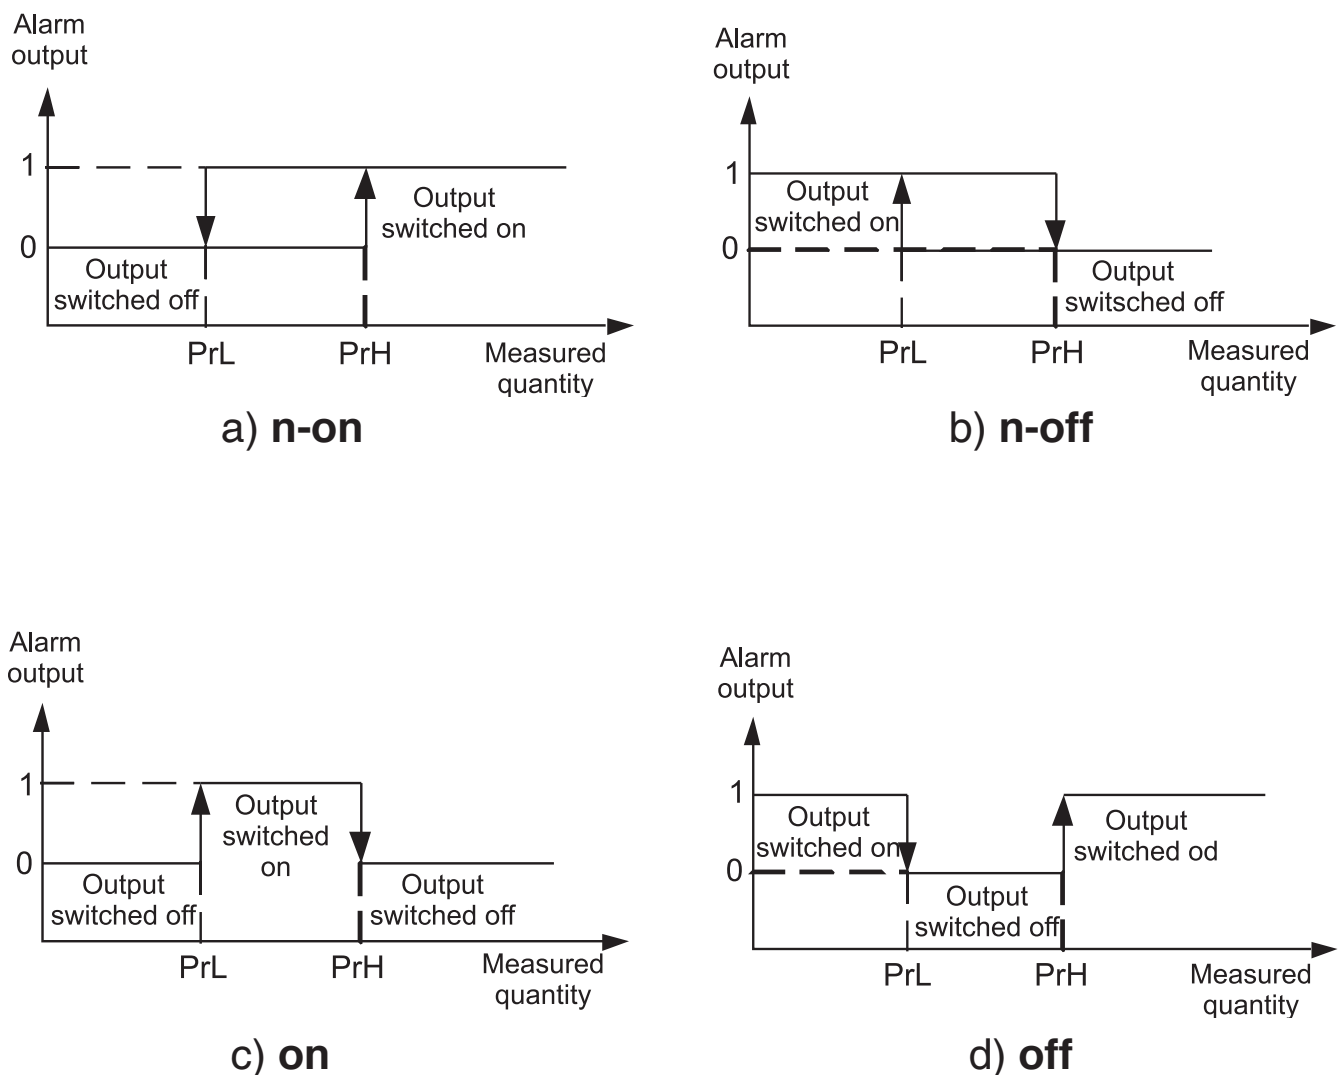 Alarm
output
1
0
Output
switched on
Output
switched off
PrL
PrH
Measured
quantity
a) n-on
Alarm
output
1
0
Output
switched on
Output
switsched off
PrL
PrH
Measured
quantity
b) n-off
Alarm
output
1
0
Output
switched
on
Output
switched off
Output
switched off
PrL
PrH
Measured
quantity
c) on
Alarm
output
1
0
Output
switched on
Output
switched od
Output
switched off
PrL
PrH
Measured
quantity
d) off